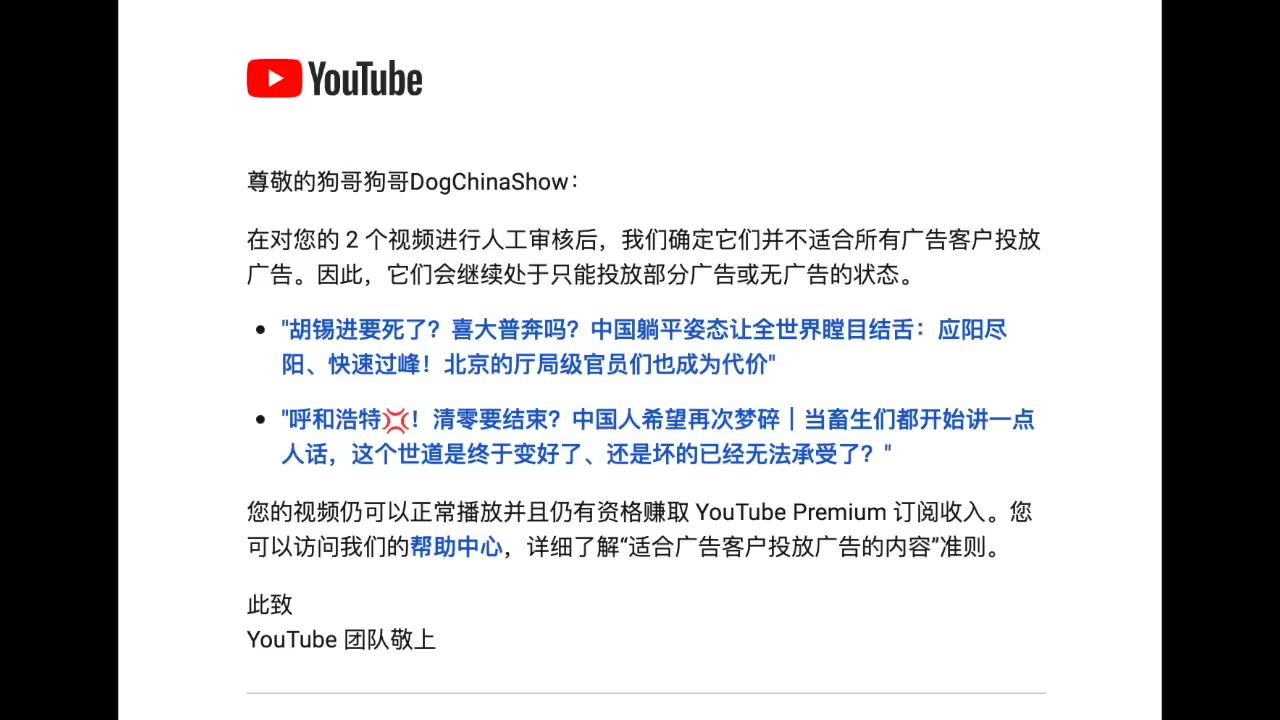 YouTube
尊敬的狗哥狗哥DogChinaShow：
在对您的 2 个视频进行人工审核后，我们确定它们并不适合所有广告客户投放
广告。因此，它们会继续处于只能投放部分广告或无广告的状态。
"胡锡进要死了？喜大普奔吗？中国躺平姿态让全世界瞠目结舌：应阳尽
阳、快速过峰！北京的厅局级官员们也成为代价"
"呼和浩特💢！清零要结束？中国人希望再次梦碎｜当畜生们都开始讲一点
人话，这个世道是终于变好了、还是坏的已经无法承受了？"
您的视频仍可以正常播放并且仍有资格赚取 YouTube Premium 订阅收入。您
可以访问我们的帮助中心，详细了解“适合广告客户投放广告的内容”准则。
此致
YouTube 团队敬上